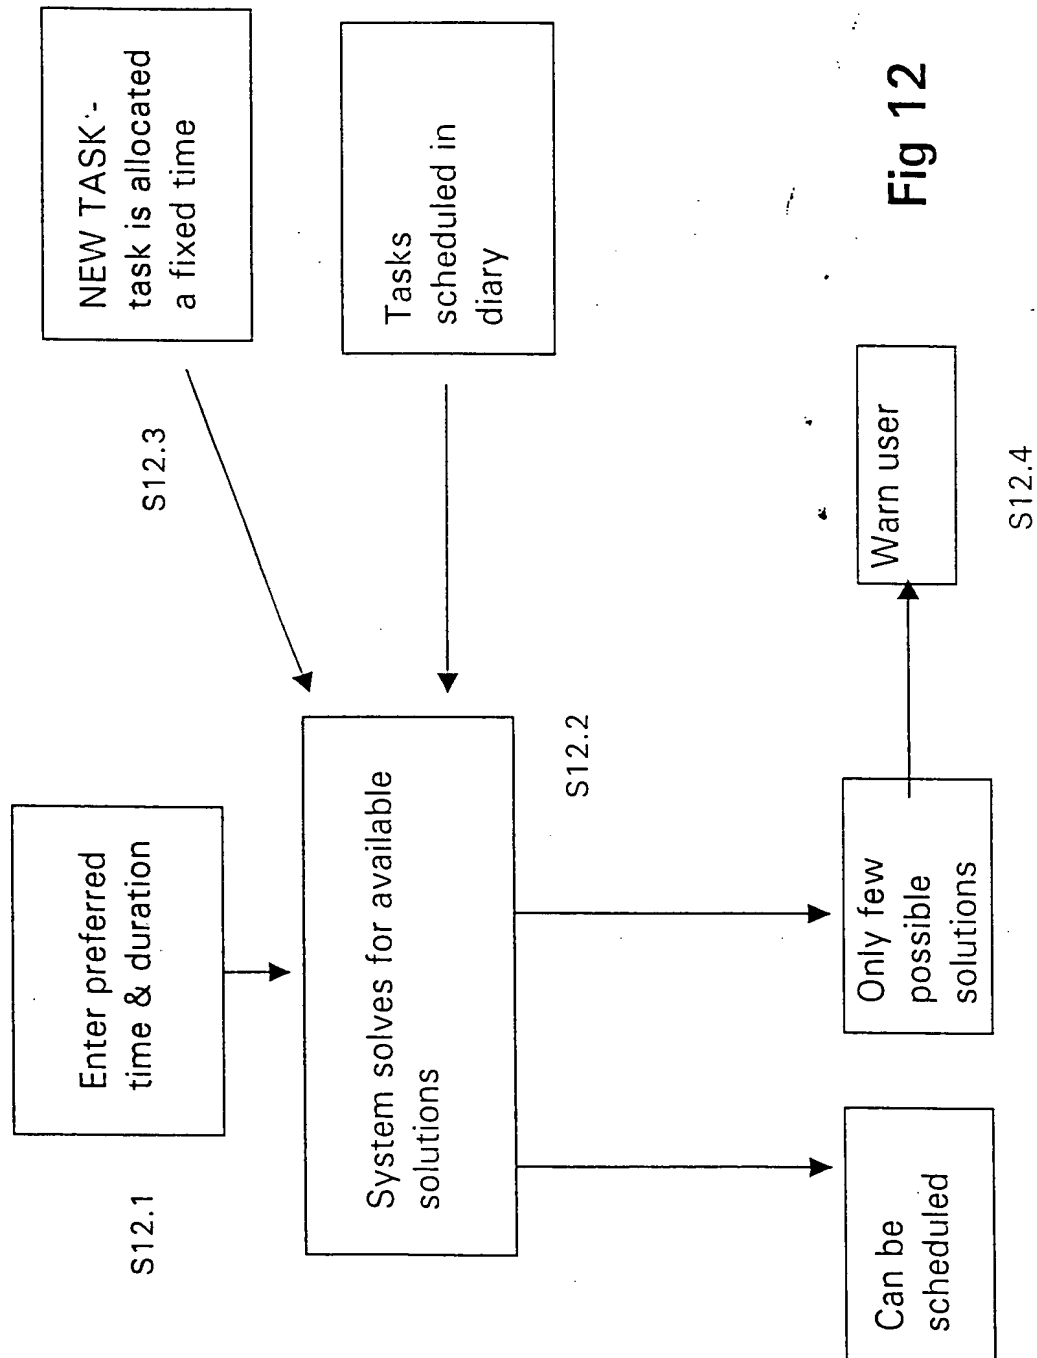 S12.1
Enter preferred
time & duration
NEW TASK:-
task is allocated
a fixed time
S12.3
System solves for available
solutions
S12.2
Tasks
scheduled in
diary
Can be
scheduled
Only few
possible
solutions
Warn user
S12.4
Fig 12